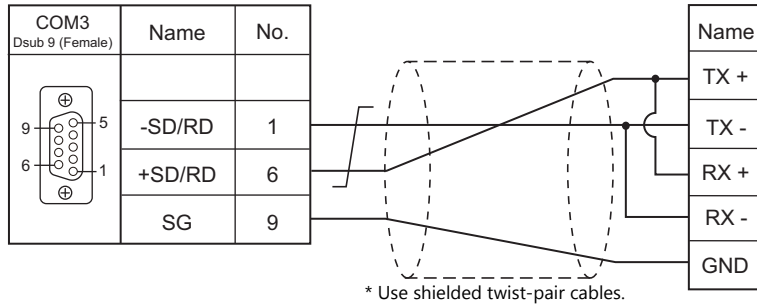 COM3
Dsub 9 (Female)
Name
No.
9
5
6
1
-SD/RD
1
+SD/RD
6
SG
9
Name
TX +
TX -
RX +
RX -
GND
* Use shielded twist-pair cables.